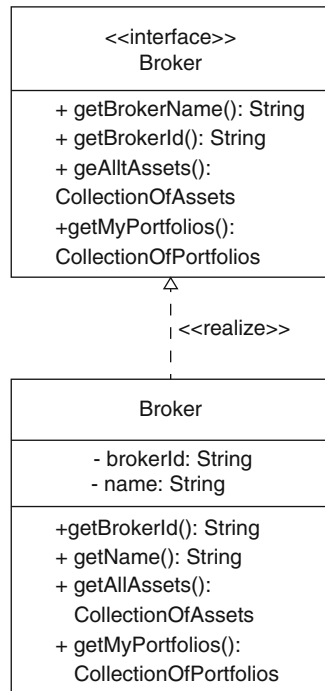 <<interface>>
Broker
+ getBrokerName(): String
+ getBrokerId(): String
+ geAlltAssets():
CollectionOfAssets
+getMyPortfolios():
CollectionOfPortfolios
<<realize>>
Broker
- brokerId: String
- name: String
+getBrokerId(): String
+ getName(): String
+ getAllAssets():
CollectionOfAssets
+ getMyPortfolios():
CollectionOfPortfolios